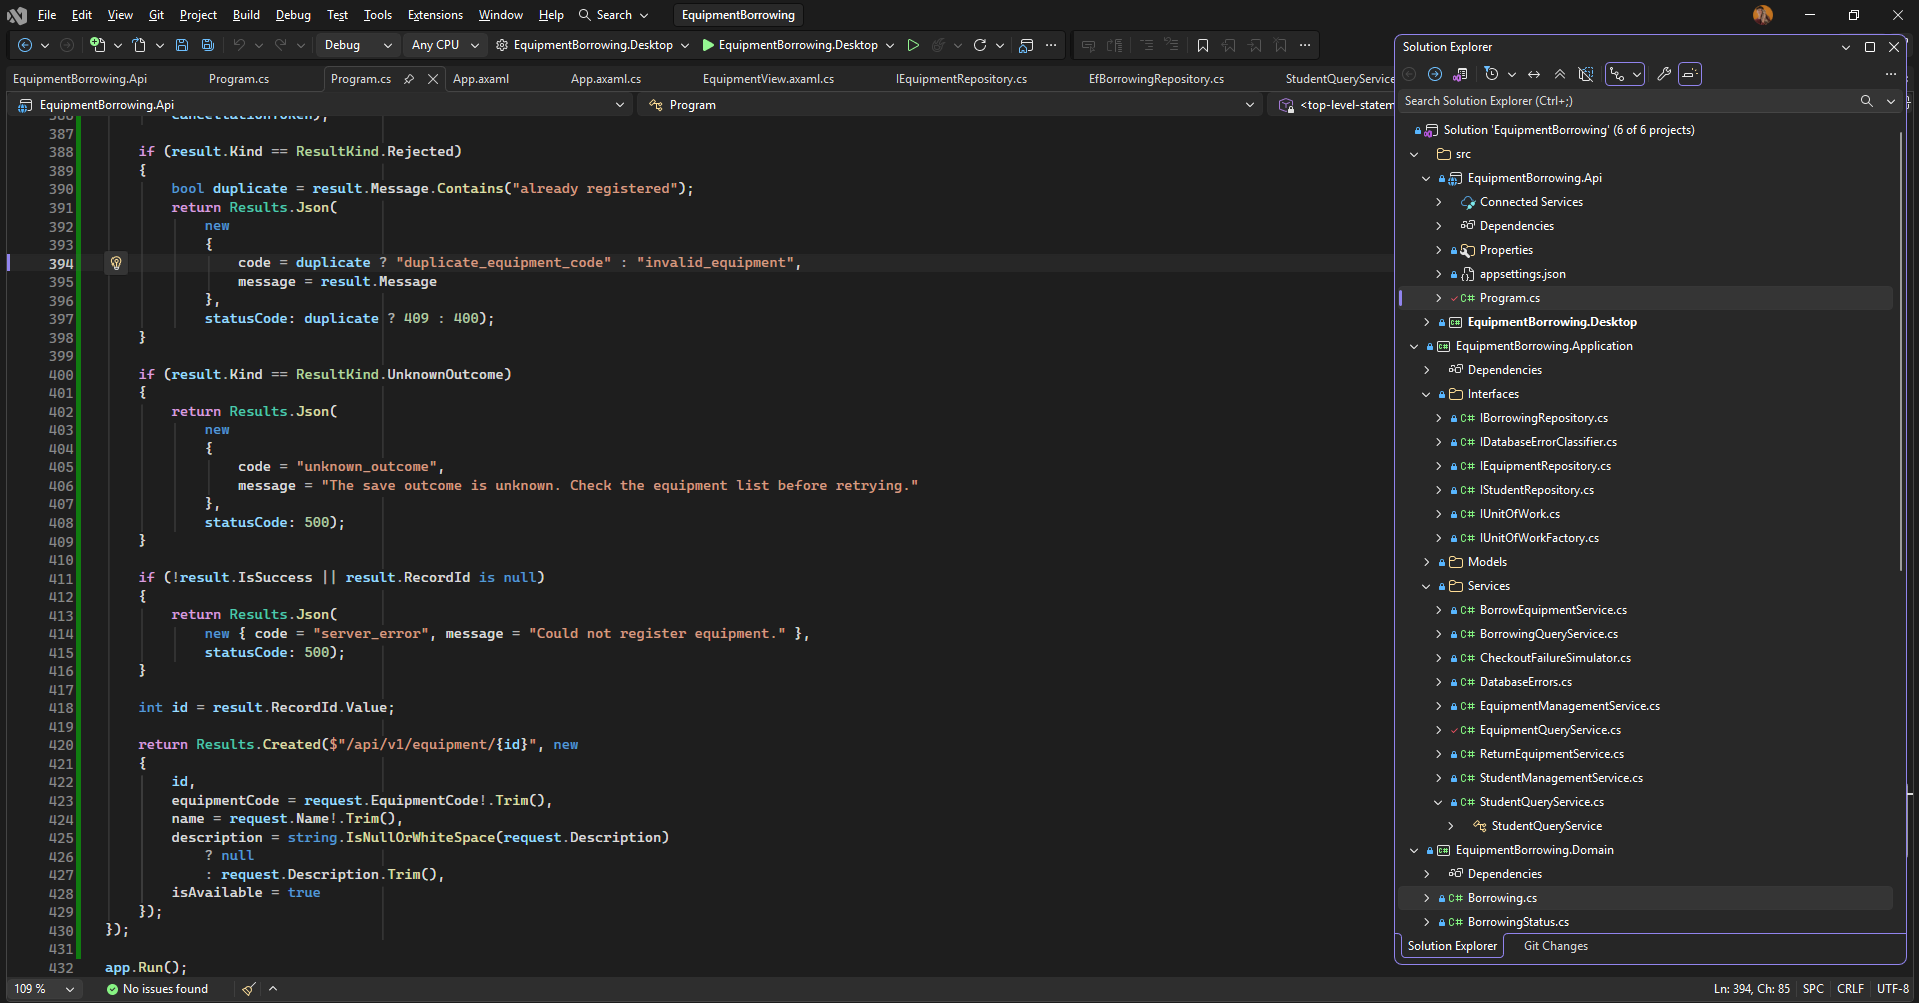 File Edit View Git Project Build Debug Test Tools Extensions Window Help Search EquipmentBorrowing
Debug Any CPU EquipmentBorrowing.Desktop EquipmentBorrowing.Desktop
EquipmentBorrowing.Api Program.cs Program.cs App.axaml App.axaml.cs EquipmentView.axaml.cs IEquipmentRepository.cs EfBorrowingRepository.cs StudentQueryService
EquipmentBorrowing.Api Program <top-level-statem
386 CancellationToken);
387
388 if (result.Kind == ResultKind.Rejected)
389 {
390 bool duplicate = result.Message.Contains("already registered");
391 return Results.Json(
392 new
393 {
394 code = duplicate ? "duplicate_equipment_code" : "invalid_equipment",
395 message = result.Message
396 },
397 statusCode: duplicate ? 409 : 400);
398 }
399
400 if (result.Kind == ResultKind.UnknownOutcome)
401 {
402 return Results.Json(
403 new
404 {
405 code = "unknown_outcome",
406 message = "The save outcome is unknown. Check the equipment list before retrying."
407 },
408 statusCode: 500);
409 }
410
411 if (!result.IsSuccess || result.RecordId is null)
412 {
413 return Results.Json(
414 new { code = "server_error", message = "Could not register equipment." },
415 statusCode: 500);
416 }
417
418 int id = result.RecordId.Value;
419
420 return Results.Created($"/api/v1/equipment/{id}", new
421 {
422 id,
423 equipmentCode = request.EquipmentCode!.Trim(),
424 name = request.Name!.Trim(),
425 description = string.IsNullOrWhiteSpace(request.Description)
426 ? null
427 : request.Description.Trim(),
428 isAvailable = true
429 });
430 });
431
432 app.Run();
109 % No issues found Ln: 394, Ch: 85 SPC CRLF UTF-8
Solution Explorer
Search Solution Explorer (Ctrl+;)
Solution 'EquipmentBorrowing' (6 of 6 projects)
src
EquipmentBorrowing.Api
Connected Services
Dependencies
Properties
appsettings.json
C# Program.cs
EquipmentBorrowing.Desktop
EquipmentBorrowing.Application
Dependencies
Interfaces
C# IBorrowingRepository.cs
C# IDatabaseErrorClassifier.cs
C# IEquipmentRepository.cs
C# IStudentRepository.cs
C# IUnitOfWork.cs
C# IUnitOfWorkFactory.cs
Models
Services
C# BorrowEquipmentService.cs
C# BorrowingQueryService.cs
C# CheckoutFailureSimulator.cs
C# DatabaseErrors.cs
C# EquipmentManagementService.cs
C# EquipmentQueryService.cs
C# ReturnEquipmentService.cs
C# StudentManagementService.cs
C# StudentQueryService.cs
StudentQueryService
EquipmentBorrowing.Domain
Dependencies
C# Borrowing.cs
C# BorrowingStatus.cs
Solution Explorer Git Changes